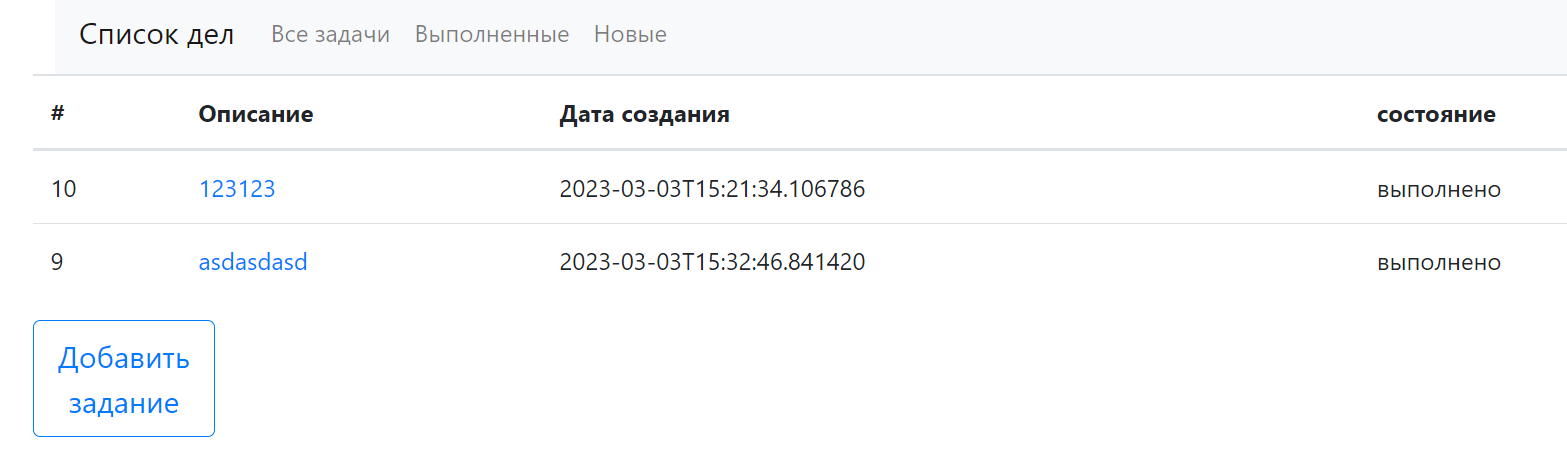 Список дел Все задачи Выполненные Новые
# Описание Дата создания состояние
10 123123 2023-03-03T15:21:34.106786 выполнено
9 asdasdasd 2023-03-03T15:32:46.841420 выполнено
Добавить
задание